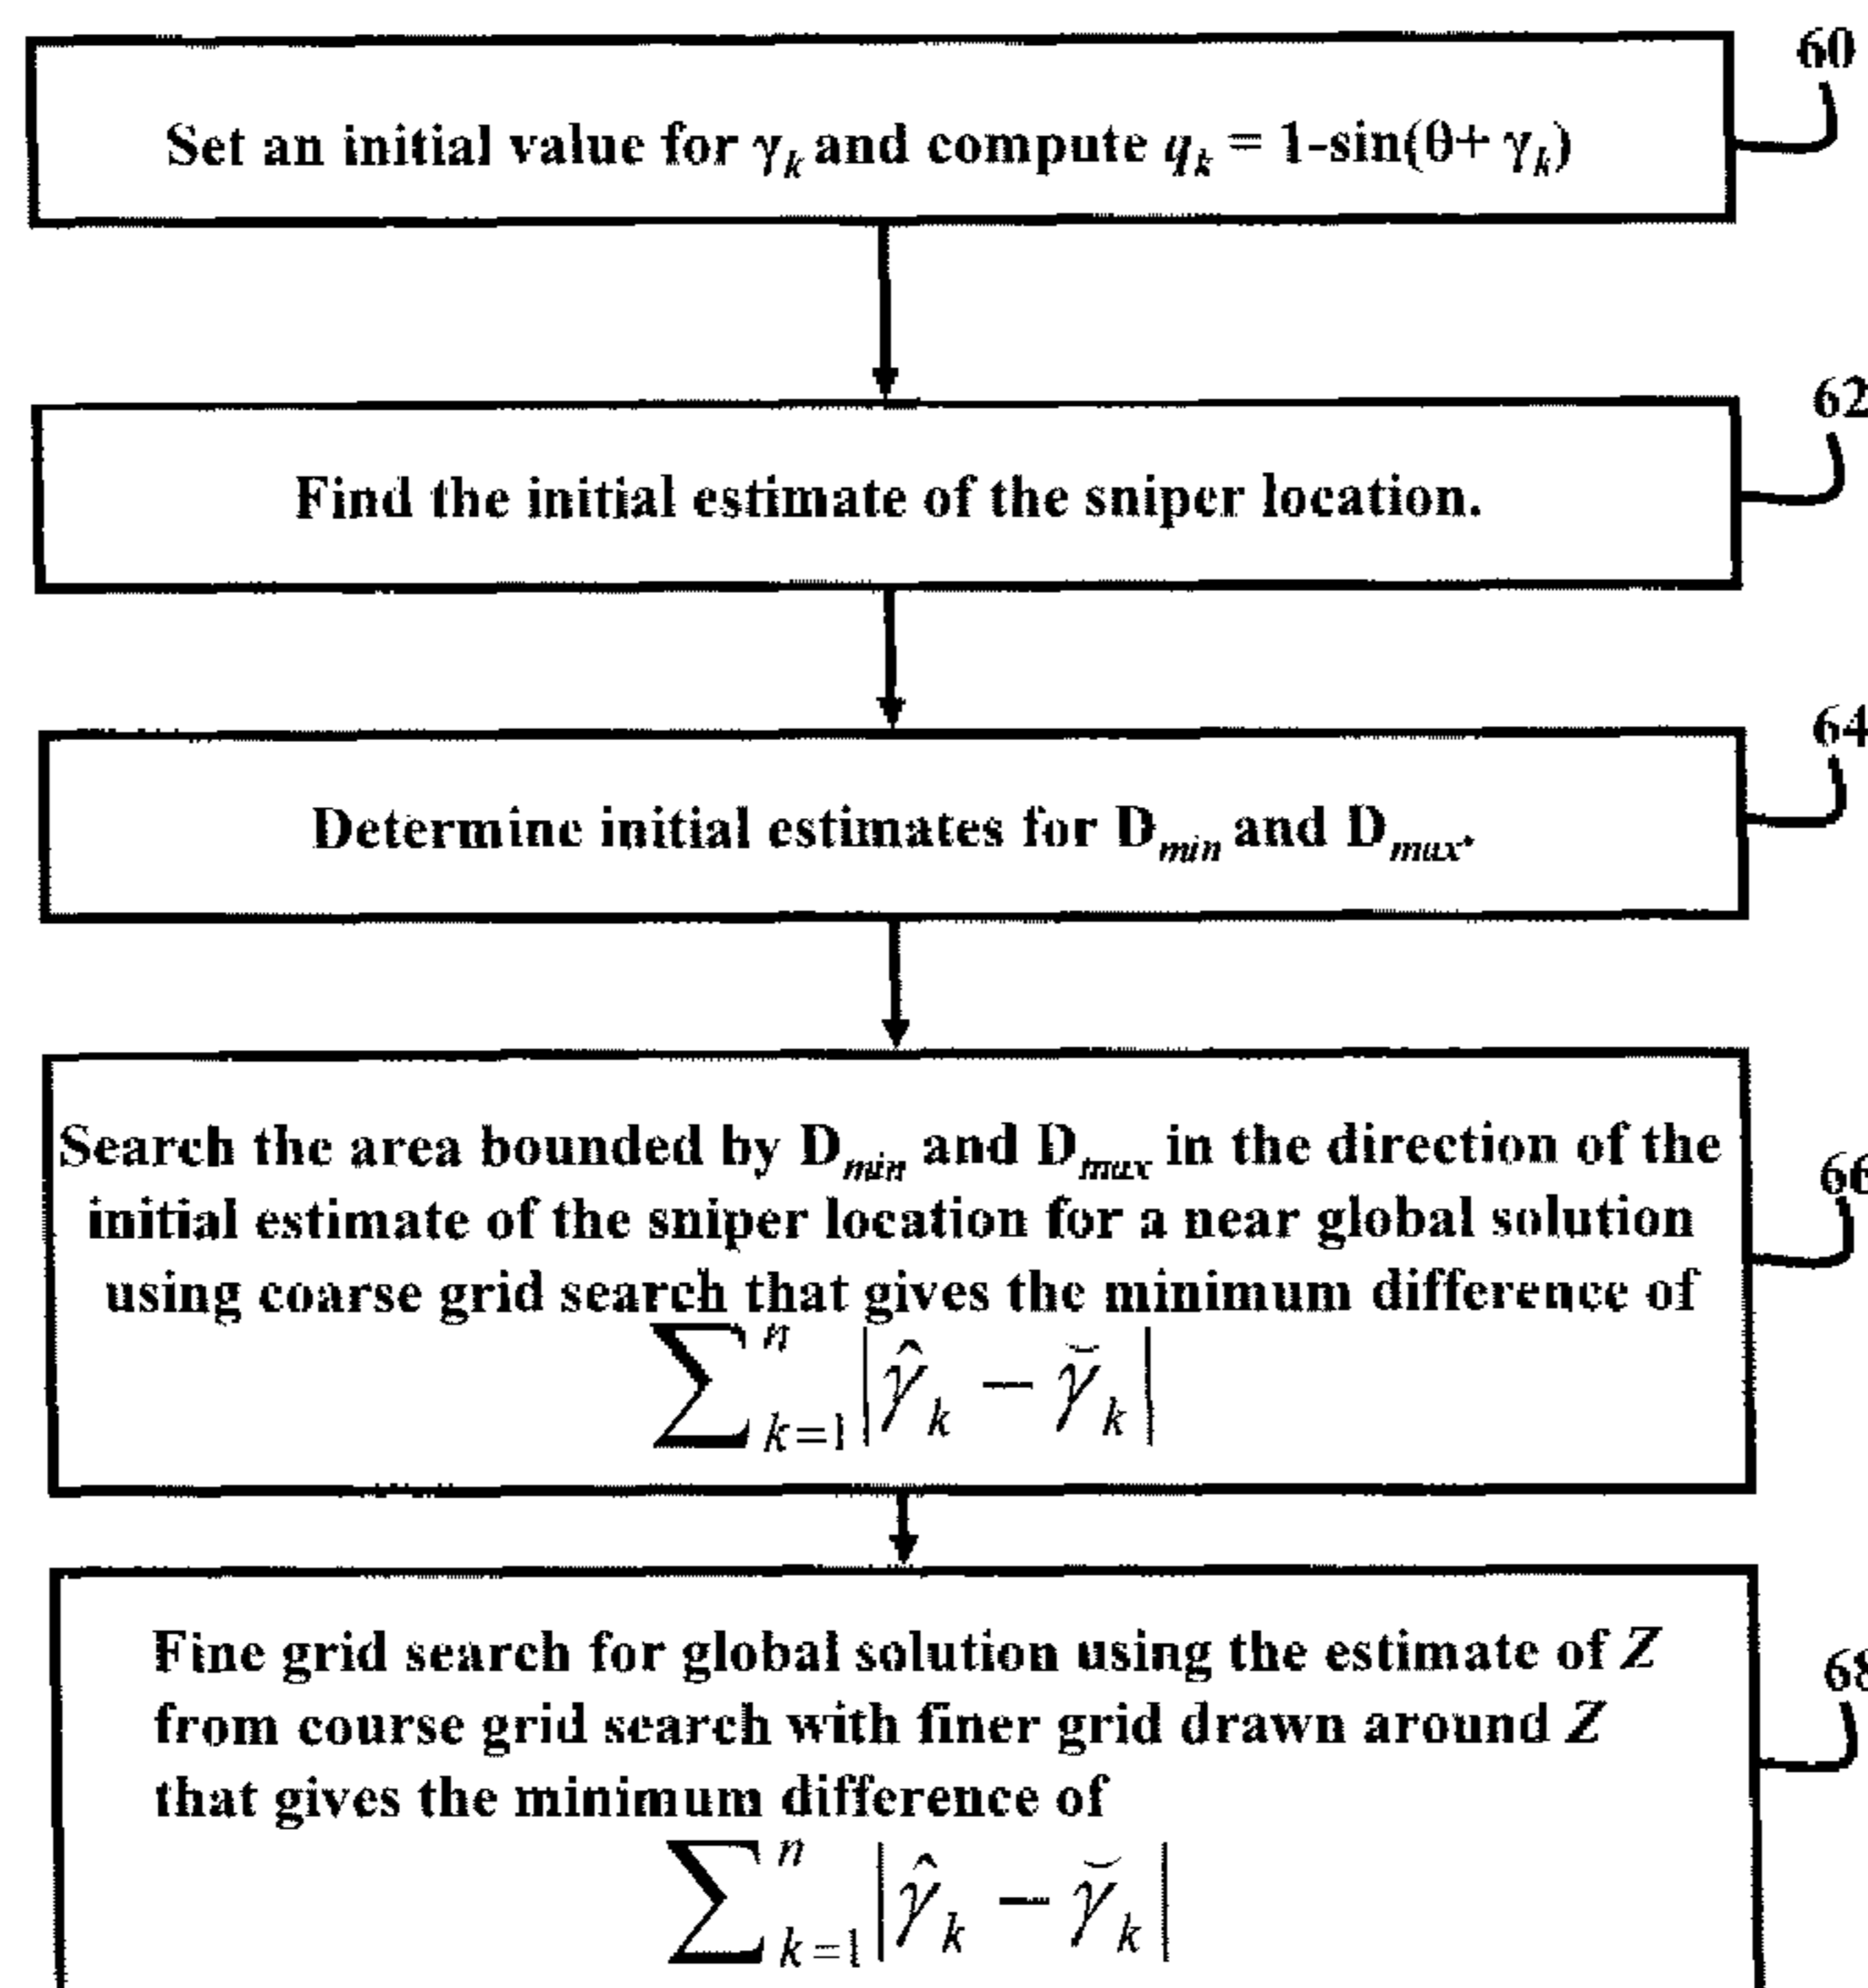 60
Set an initial value for γₖ and compute qₖ = 1-sin(θ+ γₖ)
62
Find the initial estimate of the sniper location.
64
Determine initial estimates for D_min and D_max.
Search the area bounded by D_min and D_max in the direction of the
66
initial estimate of the sniper location for a near global solution
using coarse grid search that gives the minimum difference of
∑ⁿₖ₌₁ |γ̂ₖ − γ̆ₖ|
Fine grid search for global solution using the estimate of Z
68
from course grid search with finer grid drawn around Z
that gives the minimum difference of
∑ⁿₖ₌₁ |γ̂ₖ − γ̆ₖ|